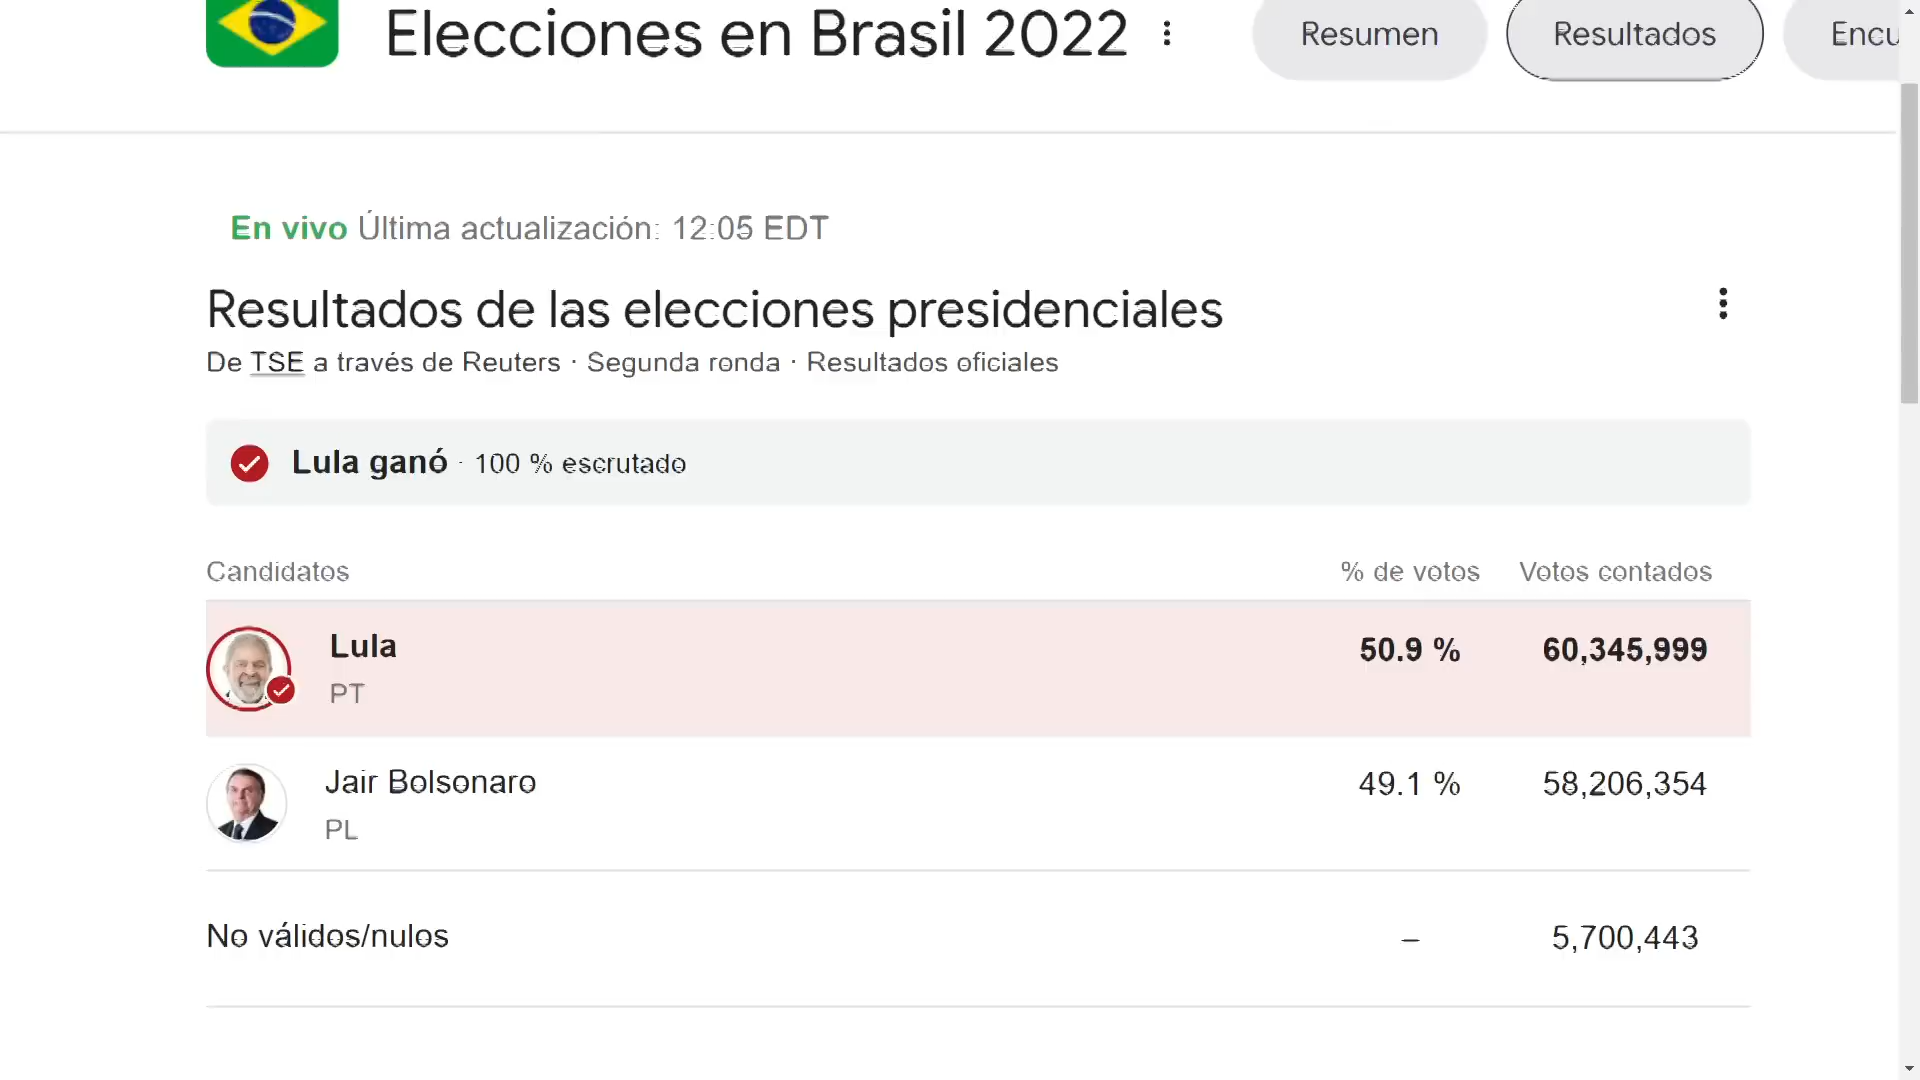 Elecciones en Brasil 2022
Resumen
Resultados
Encu
En vivo Última actualización: 12:05 EDT
Resultados de las elecciones presidenciales
De TSE a través de Reuters · Segunda ronda · Resultados oficiales
Lula ganó · 100 % escrutado
Candidatos % de votos Votos contados
Lula 50.9 % 60,345,999
PT
Jair Bolsonaro 49.1 % 58,206,354
PL
No válidos/nulos – 5,700,443